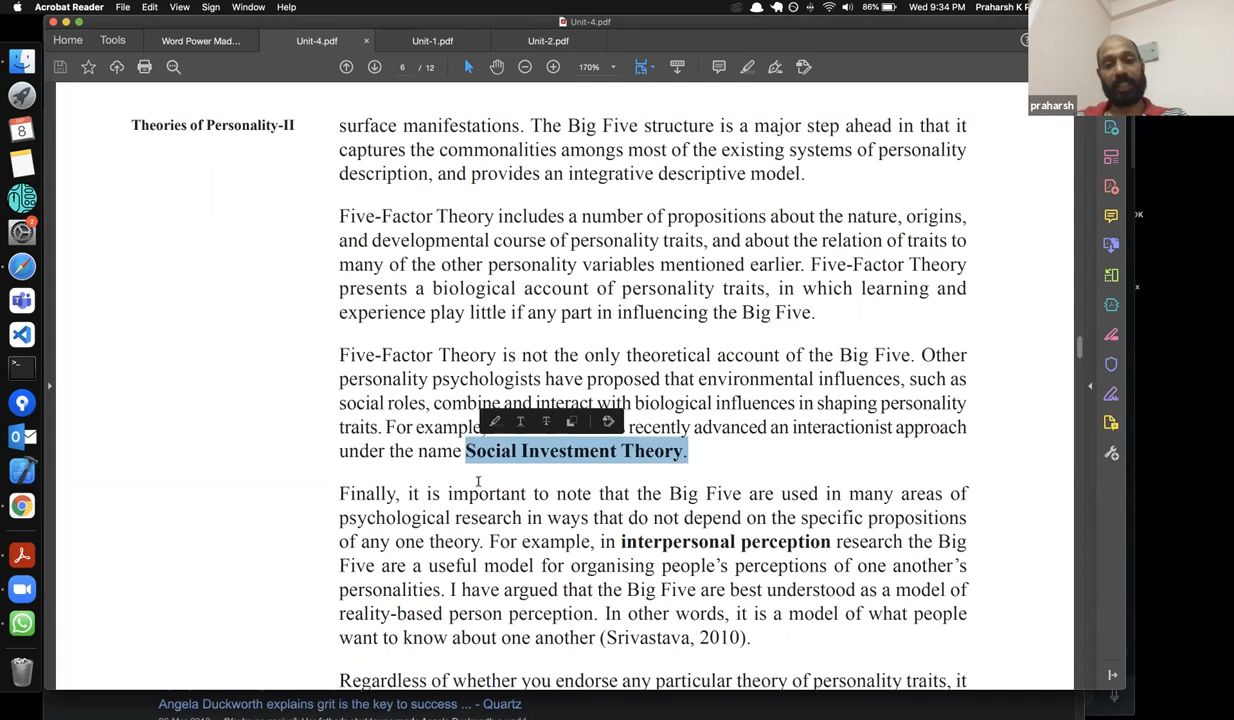 Acrobat Reader File Edit View Sign Window Help 86% Wed 9:34 PM Praharsh K P
Unit-4.pdf
Home Tools Word Power Mad... Unit-4.pdf × Unit-1.pdf Unit-2.pdf
6 / 12 170%
praharsh
SEP
8
2
Theories of Personality-II
surface manifestations. The Big Five structure is a major step ahead in that it
captures the commonalities amongst most of the existing systems of personality
description, and provides an integrative descriptive model.
Five-Factor Theory includes a number of propositions about the nature, origins,
and developmental course of personality traits, and about the relation of traits to
many of the other personality variables mentioned earlier. Five-Factor Theory
presents a biological account of personality traits, in which learning and
experience play little if any part in influencing the Big Five.
Five-Factor Theory is not the only theoretical account of the Big Five. Other
personality psychologists have proposed that environmental influences, such as
social roles, combine and interact with biological influences in shaping personality
traits. For example, recently advanced an interactionist approach
under the name Social Investment Theory.
Finally, it is important to note that the Big Five are used in many areas of
psychological research in ways that do not depend on the specific propositions
of any one theory. For example, in interpersonal perception research the Big
Five are a useful model for organising people's perceptions of one another's
personalities. I have argued that the Big Five are best understood as a model of
reality-based person perception. In other words, it is a model of what people
want to know about one another (Srivastava, 2010).
Regardless of whether you endorse any particular theory of personality traits, it
Angela Duckworth explains grit is the key to success ... - Quartz